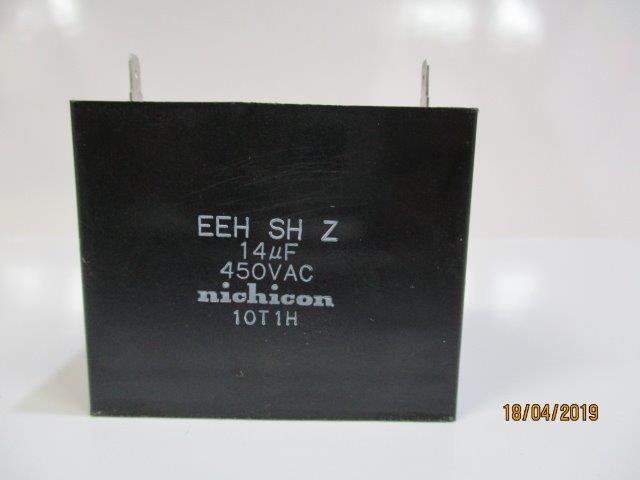 EEH SH Z
14µF
450VAC
nichicon
10T1H
18/04/2019